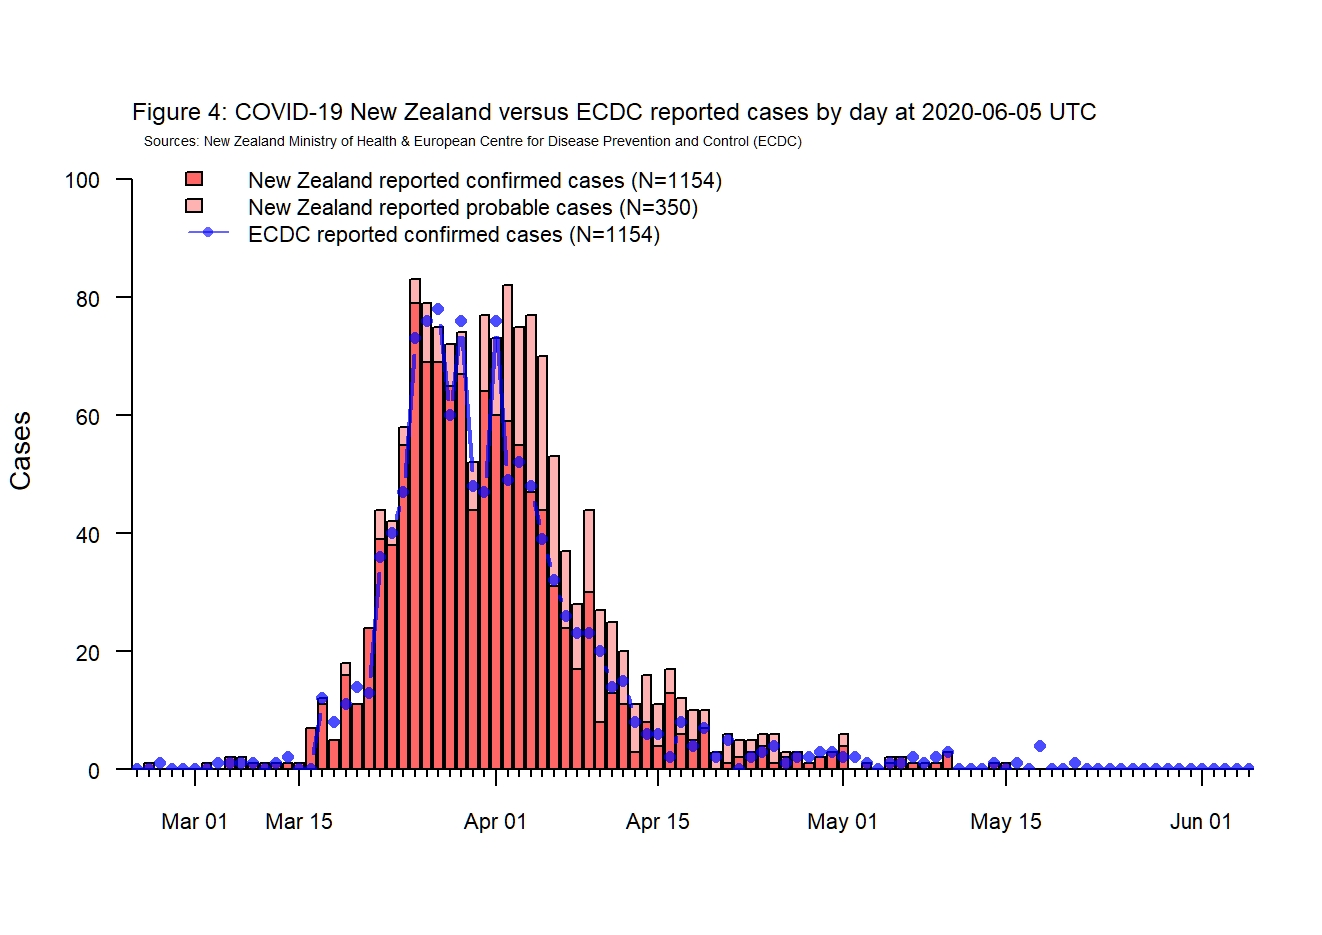 Figure 4: COVID-19 New Zealand versus ECDC reported cases by day at 2020-06-05 UTC
Sources: New Zealand Ministry of Health & European Centre for Disease Prevention and Control (ECDC)
New Zealand reported confirmed cases (N=1154)
New Zealand reported probable cases (N=350)
ECDC reported confirmed cases (N=1154)
Cases
100
80
60
40
20
0
Mar 01 Mar 15 Apr 01 Apr 15 May 01 May 15 Jun 01